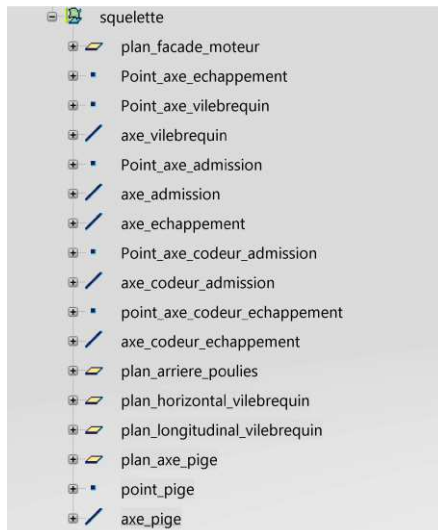 squelette
plan_facade_moteur
Point_axe_echappement
Point_axe_vilebrequin
axe_vilebrequin
Point_axe_admission
axe_admission
axe_echappement
Point_axe_codeur_admission
axe_codeur_admission
point_axe_codeur_echappement
axe_codeur_echappement
plan_arriere_poulies
plan_horizontal_vilebrequin
plan_longitudinal_vilebrequin
plan_axe_pige
point_pige
axe_pige